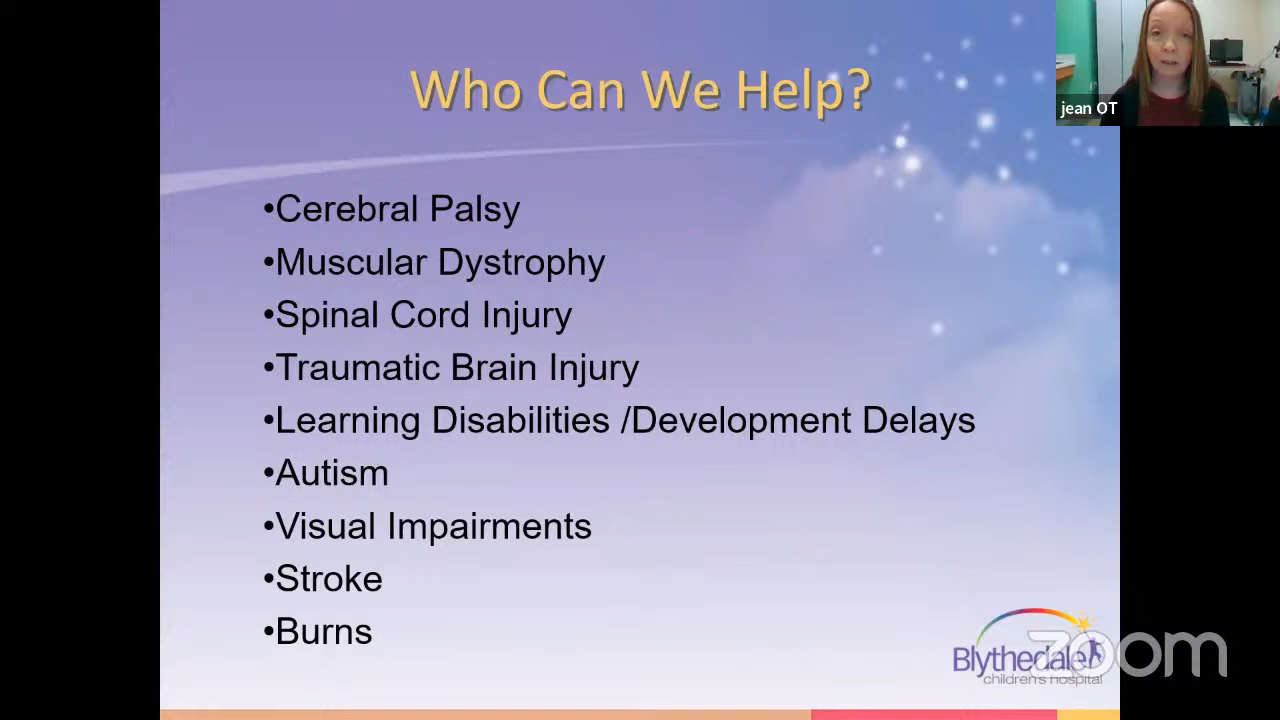 Who Can We Help?
jean OT
•Cerebral Palsy
•Muscular Dystrophy
•Spinal Cord Injury
•Traumatic Brain Injury
•Learning Disabilities /Development Delays
•Autism
•Visual Impairments
•Stroke
•Burns
Blythedale
children's hospital
zoom